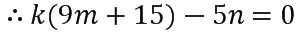 ∴ k(9m + 15) − 5n = 0